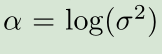 α = log(σ²)